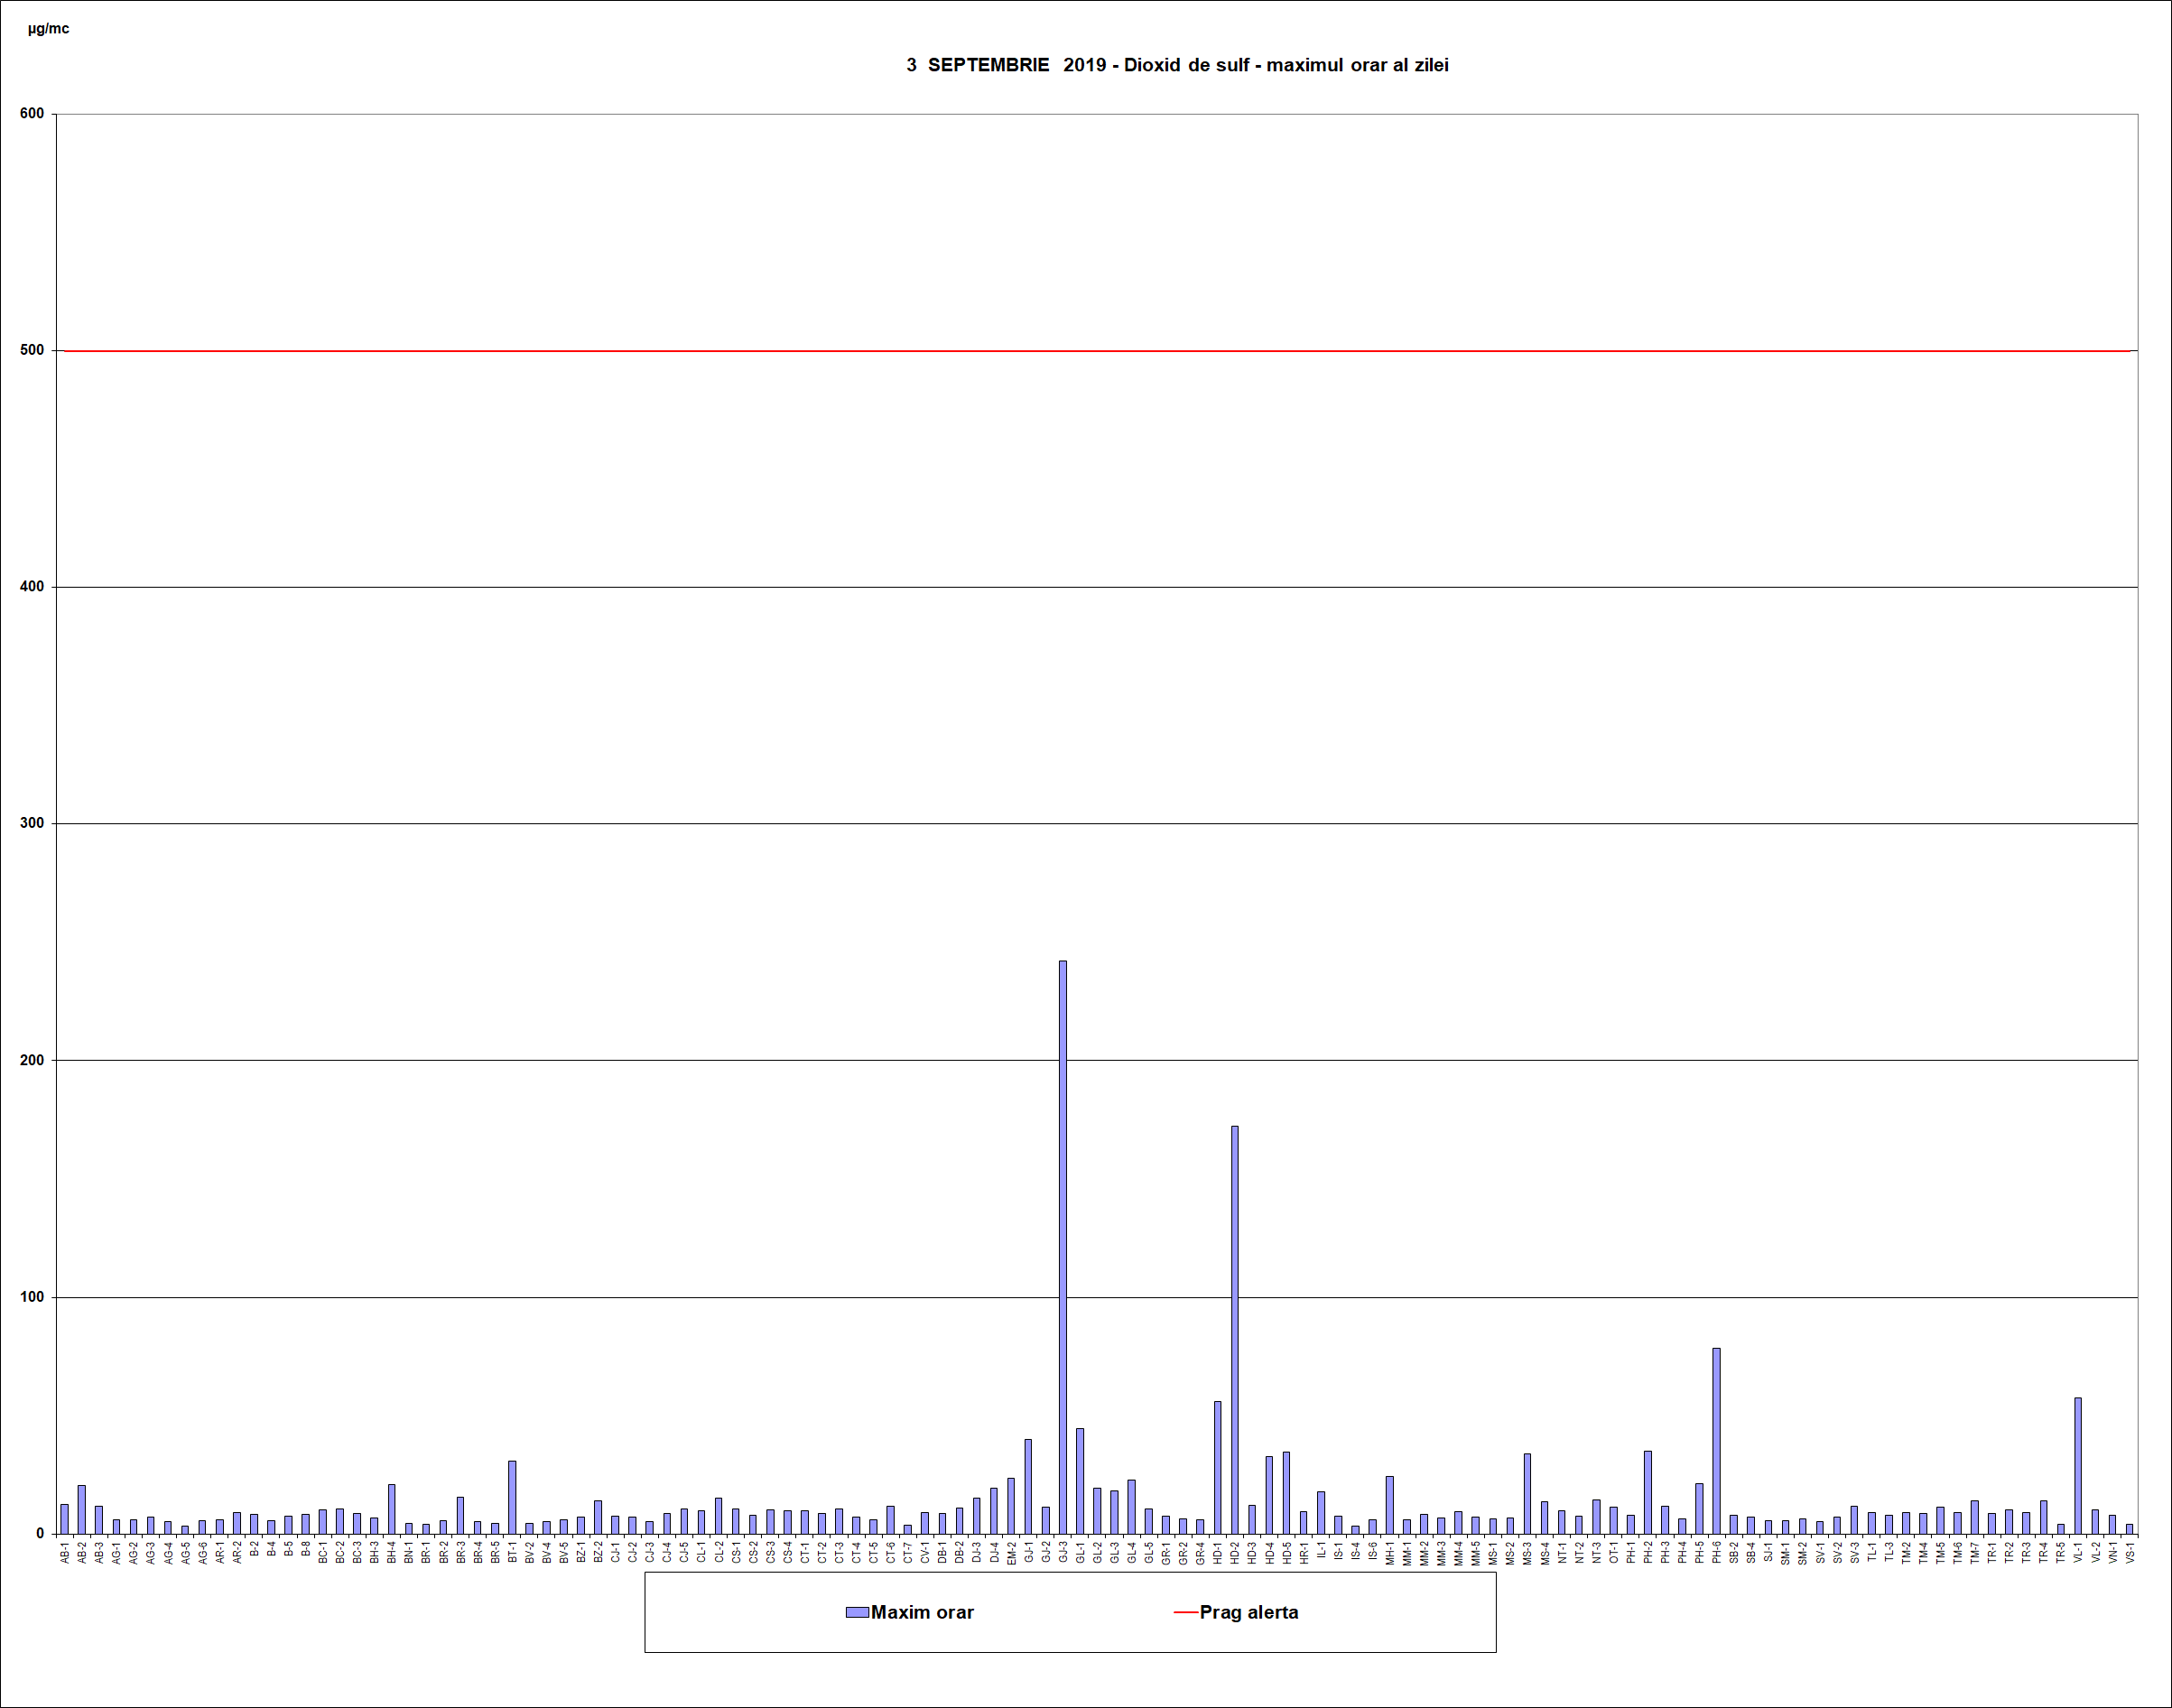 µg/mc
3 SEPTEMBRIE 2019 - Dioxid de sulf - maximul orar al zilei
600
500
400
300
200
100
0
AB-1 AB-2 AB-3 AG-1 AG-2 AG-3 AG-4 AG-5 AG-6 AR-1 AR-2 B-2 B-4 B-5 B-8 BC-1 BC-2 BC-3 BH-3 BH-4 BN-1 BR-1 BR-2 BR-3 BR-4 BR-5 BT-1 BV-2 BV-4 BV-5 BZ-1 BZ-2 CJ-1 CJ-2 CJ-3 CJ-4 CJ-5 CL-1 CL-2 CS-1 CS-2 CS-3 CS-4 CT-1 CT-2 CT-3 CT-4 CT-5 CT-6 CT-7 CV-1 DB-1 DB-2 DJ-3 DJ-4 EM-2 GJ-1 GJ-2 GJ-3 GL-1 GL-2 GL-3 GL-4 GL-5 GR-1 GR-2 GR-4 HD-1 HD-2 HD-3 HD-4 HD-5 HR-1 IL-1 IS-1 IS-4 IS-6 MH-1 MM-1 MM-2 MM-3 MM-4 MM-5 MS-1 MS-2 MS-3 MS-4 NT-1 NT-2 NT-3 OT-1 PH-1 PH-2 PH-3 PH-4 PH-5 PH-6 SB-2 SB-4 SJ-1 SM-1 SM-2 SV-1 SV-2 SV-3 TL-1 TL-3 TM-2 TM-4 TM-5 TM-6 TM-7 TR-1 TR-2 TR-3 TR-4 TR-5 VL-1 VL-2 VN-1 VS-1
Maxim orar Prag alerta